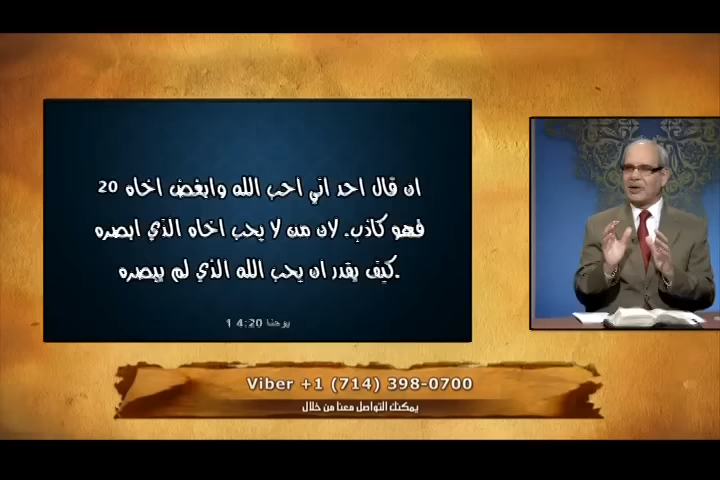 20 ان قال احد اني أحب الله وابغض اخاه
فهو كاذب. لان من لا يحب اخاه الذي ابصره
كيف يقدر ان يحب الله الذي لم يبصره.
يوحنا 4:20 1
Viber +1 (714) 398-0700
يمكنك التواصل معنا من خلال